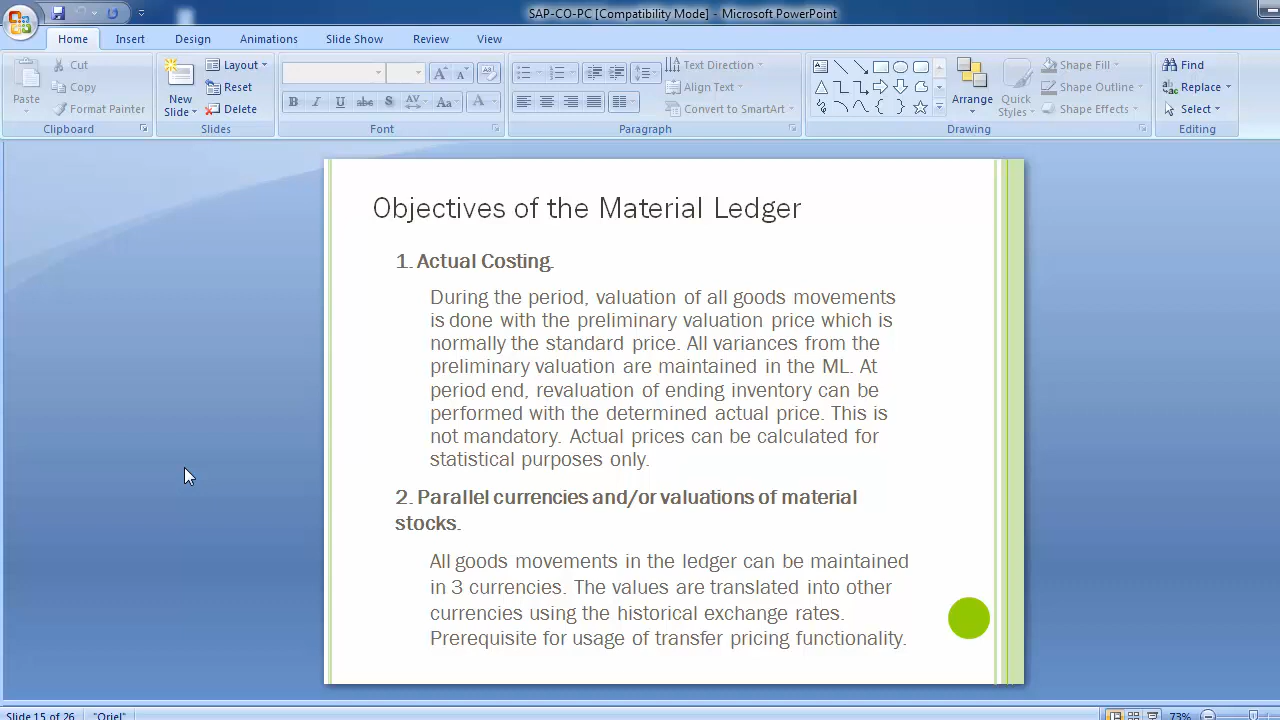 SAP-CO-PC [Compatibility Mode] - Microsoft PowerPoint
Home Insert Design Animations Slide Show Review View
Paste
Cut
Copy
Format Painter
Clipboard
New
Slide
Layout
Reset
Delete
Slides
B I U abc S AV Aa A
Font
Text Direction
Align Text
Convert to SmartArt
Paragraph
Arrange
Quick
Styles
Shape Fill
Shape Outline
Shape Effects
Drawing
Find
Replace
Select
Editing
Objectives of the Material Ledger
1. Actual Costing.
During the period, valuation of all goods movements
is done with the preliminary valuation price which is
normally the standard price. All variances from the
preliminary valuation are maintained in the ML. At
period end, revaluation of ending inventory can be
performed with the determined actual price. This is
not mandatory. Actual prices can be calculated for
statistical purposes only.
2. Parallel currencies and/or valuations of material
stocks.
All goods movements in the ledger can be maintained
in 3 currencies. The values are translated into other
currencies using the historical exchange rates.
Prerequisite for usage of transfer pricing functionality.
Slide 15 of 26 "Oriel" 73%